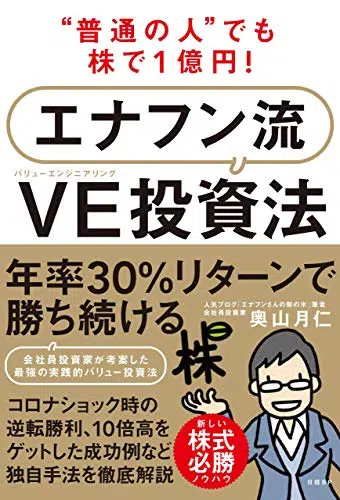 “普通の人”でも
株で1億円！
エナフン流
バリューエンジニアリング
VE投資法
年率30%リターンで
勝ち続ける
人気ブログ「エナフンさんの梨の木」筆者
会社員投資家 奥山月仁
会社員投資家が考案した
最強の実践的バリュー投資法
株
コロナショック時の
逆転勝利、10倍高を
ゲットした成功例など
独自手法を徹底解説
新しい
株式
必勝
ノウハウ
日経BP